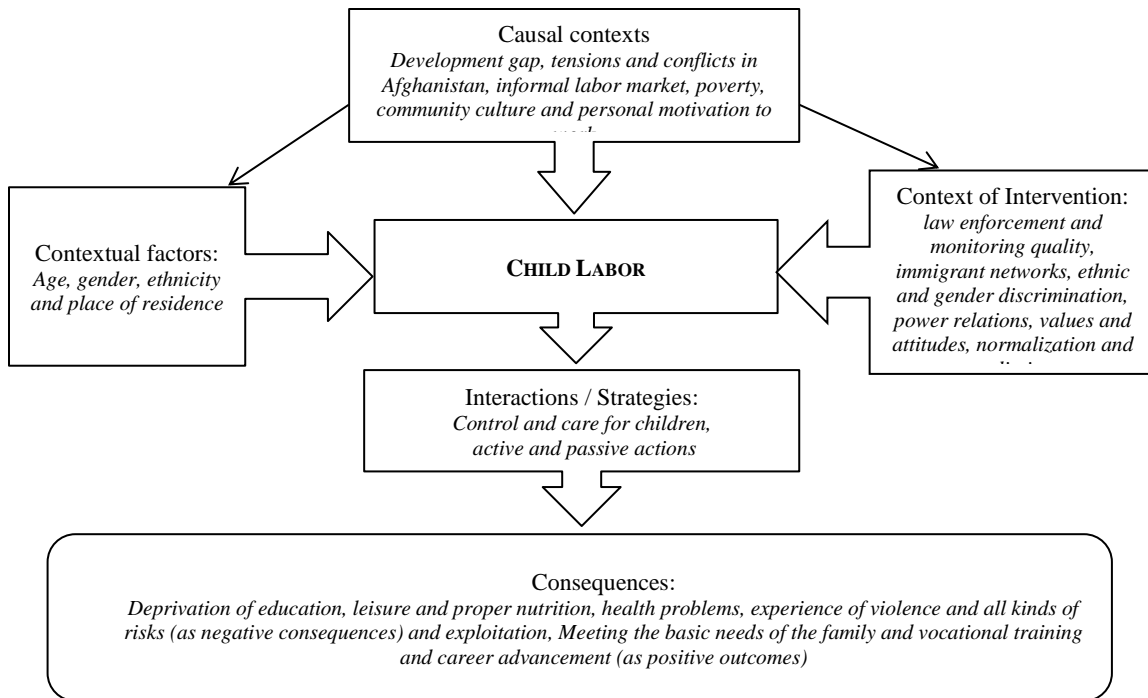 Causal contexts
Development gap, tensions and conflicts in
Afghanistan, informal labor market, poverty,
community culture and personal motivation to
Contextual factors:
Age, gender, ethnicity
and place of residence
CHILD LABOR
Context of Intervention:
law enforcement and
monitoring quality,
immigrant networks, ethnic
and gender discrimination,
power relations, values and
attitudes, normalization and
Interactions / Strategies:
Control and care for children,
active and passive actions
Consequences:
Deprivation of education, leisure and proper nutrition, health problems, experience of violence and all kinds of
risks (as negative consequences) and exploitation, Meeting the basic needs of the family and vocational training
and career advancement (as positive outcomes)